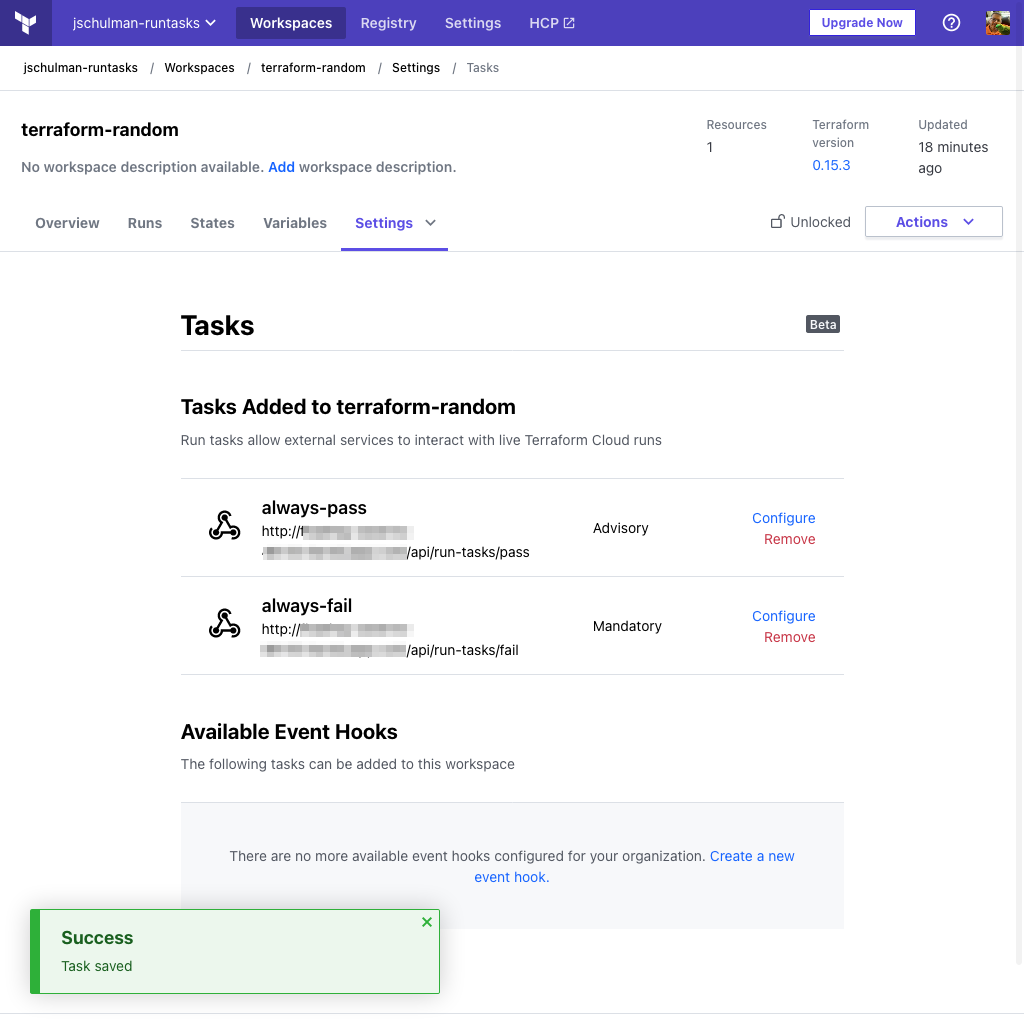 jschulman-runtasks Workspaces Registry Settings HCP Upgrade Now
jschulman-runtasks / Workspaces / terraform-random / Settings / Tasks
terraform-random
No workspace description available. Add workspace description.
Resources
1
Terraform
version
0.15.3
Updated
18 minutes
ago
Overview Runs States Variables Settings Unlocked Actions
Tasks Beta
Tasks Added to terraform-random
Run tasks allow external services to interact with live Terraform Cloud runs
always-pass
http://
/api/run-tasks/pass
Advisory
Configure
Remove
always-fail
http://
/api/run-tasks/fail
Mandatory
Configure
Remove
Available Event Hooks
The following tasks can be added to this workspace
There are no more available event hooks configured for your organization. Create a new
event hook.
Success
Task saved